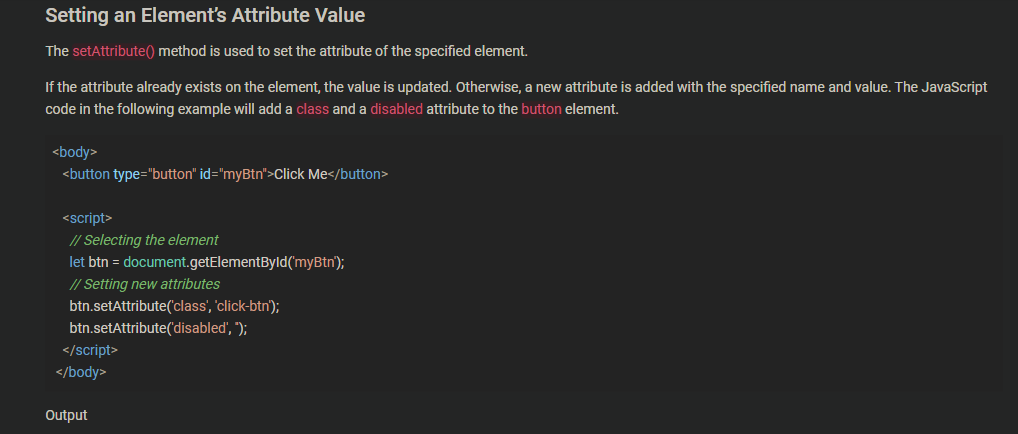 Setting an Element's Attribute Value
The setAttribute() method is used to set the attribute of the specified element.
If the attribute already exists on the element, the value is updated. Otherwise, a new attribute is added with the specified name and value. The JavaScript
code in the following example will add a class and a disabled attribute to the button element.
<body>
<button type="button" id="myBtn">Click Me</button>
<script>
// Selecting the element
let btn = document.getElementById('myBtn');
// Setting new attributes
btn.setAttribute('class', 'click-btn');
btn.setAttribute('disabled', '');
</script>
</body>
Output